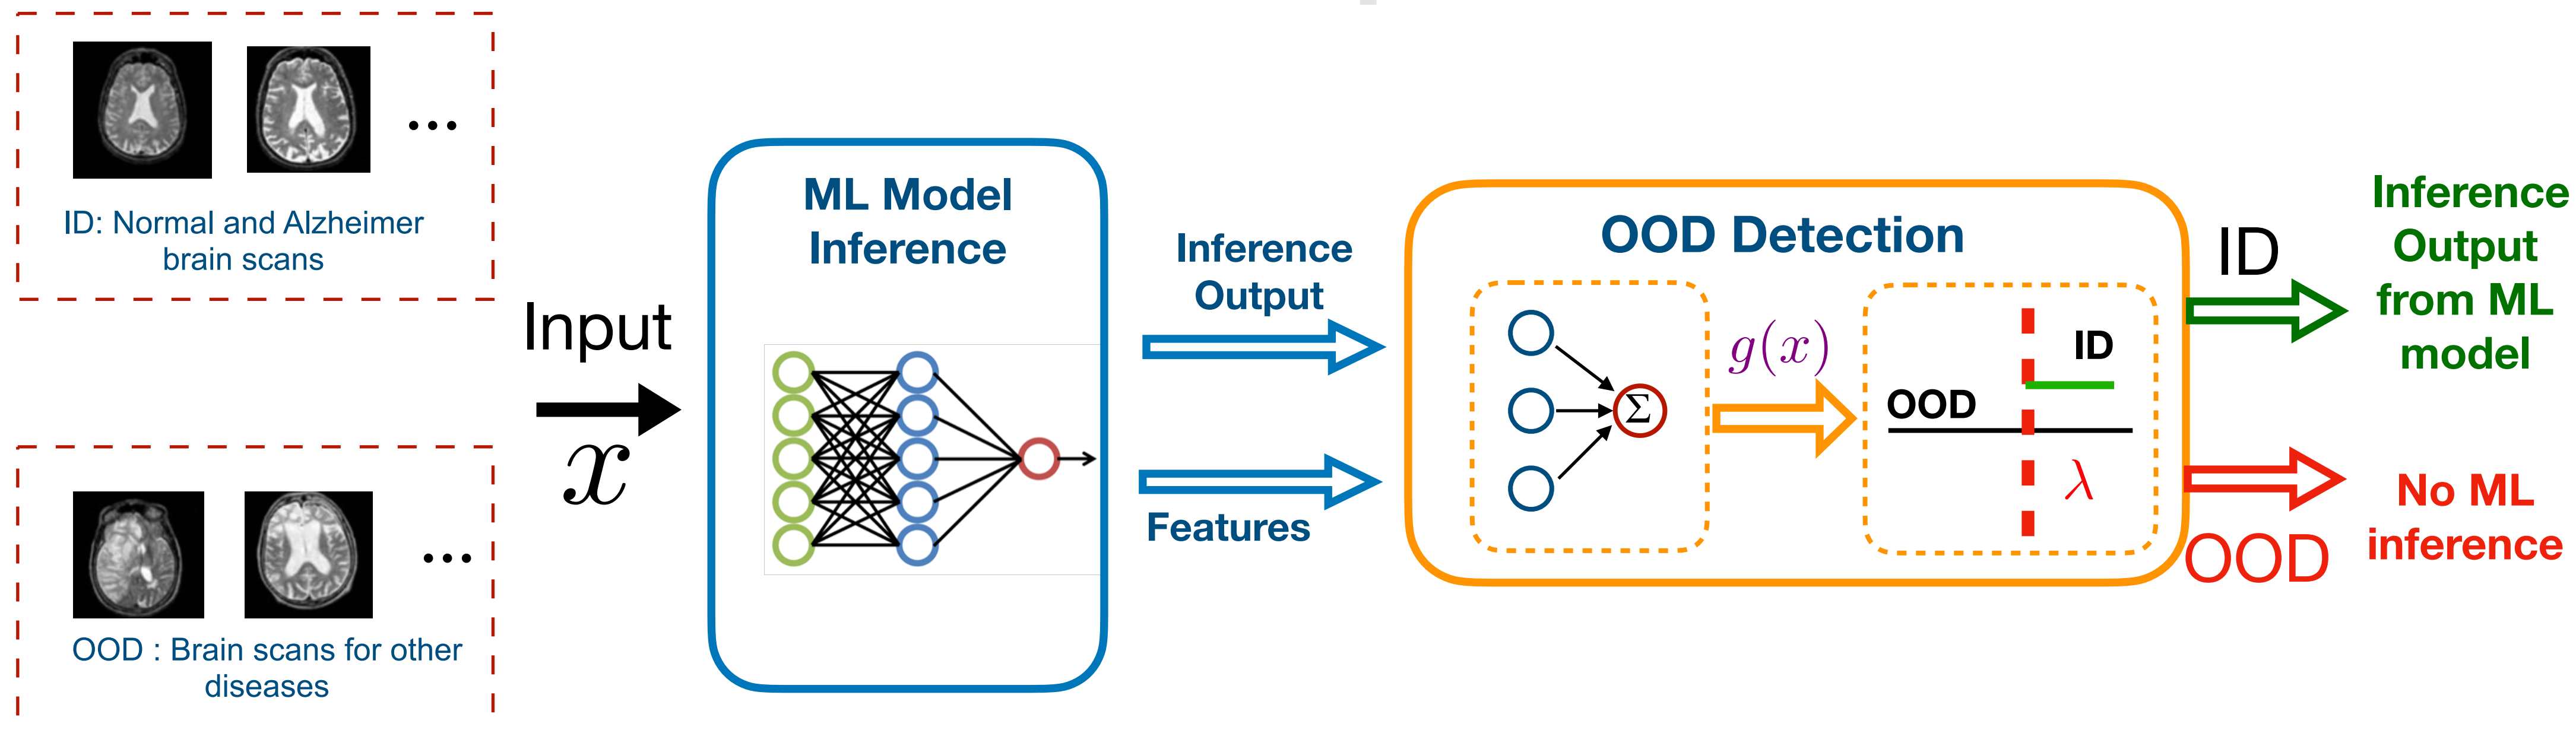 ID: Normal and Alzheimer
brain scans
...
OOD : Brain scans for other
diseases
...
Input
x
ML Model
Inference
Inference
Output
Features
OOD Detection
Σ
g(x)
OOD
ID
λ
ID
OOD
Inference
Output
from ML
model
No ML
inference